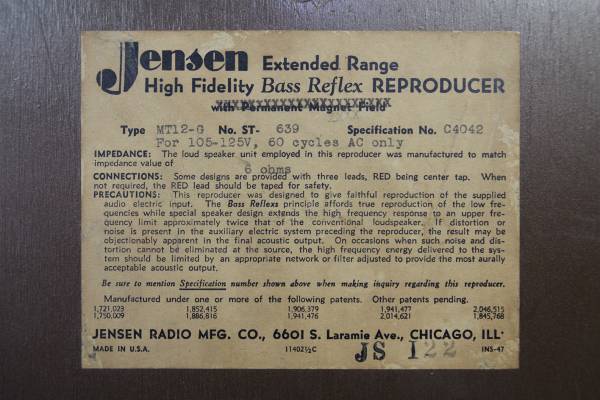 Jensen Extended Range
High Fidelity Bass Reflex REPRODUCER
with Permanent Magnet Field
Type MT12-G No. ST- 639 Specification No. C4042
For 105-125V, 60 cycles AC only
IMPEDANCE: The loud speaker unit employed in this reproducer was manufactured to match
impedance value of 6 ohms
CONNECTIONS: Some designs are provided with three leads, RED being center tap. When
not required, the RED lead should be taped for safety.
PRECAUTIONS: This reproducer was designed to give faithful reproduction of the supplied
audio electric input. The Bass Reflexs principle affords true reproduction of the low fre-
quencies while special speaker design extends the high frequency response to an upper fre-
quency limit approximately twice that of the conventional loudspeaker. If distortion or
noise is present in the auxiliary electric system preceding the reproducer, the result may be
objectionably apparent in the final acoustic output. On occasions when such noise and dis-
tortion cannot be eliminated at the source, the high frequency energy delivered to the sys-
tem should be limited by an appropriate network or filter adjusted to provide the most aurally
acceptable acoustic output.
Be sure to mention Specification number shown above when making inquiry regarding this reproducer.
Manufactured under one or more of the following patents. Other patents pending.
1,721,023 1,852,415 1,906,379 1,941,477 2,046,515
1,750,009 1,886,816 1,941,476 2,014,621 1,845,768
JENSEN RADIO MFG. CO., 6601 S. Laramie Ave., CHICAGO, ILL.
MADE IN U.S.A. 11402½C JS 122 INS-47